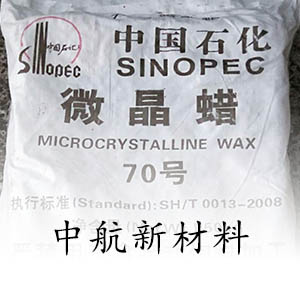 中国石化
SINOPEC
中国石化
SINOPEC
微晶蜡
MICROCRYSTALLINE WAX
70号
执行标准(Standard):SH/T 0013-2008
中航新材料